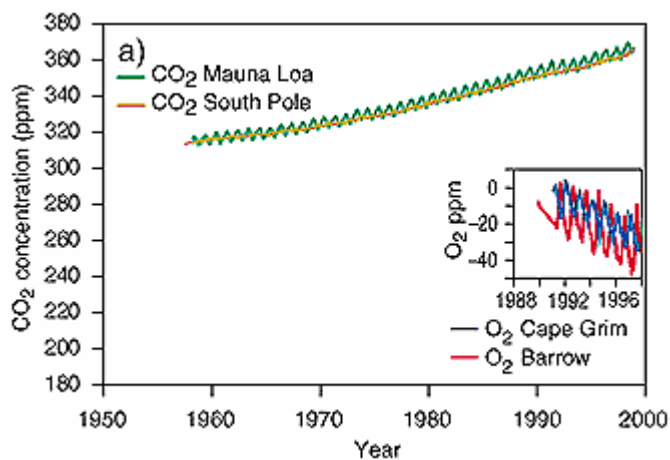 a)
CO2 Mauna Loa
CO2 South Pole
CO2 concentration (ppm)
380
360
340
320
300
280
260
240
220
200
180
1950 1960 1970 1980 1990 2000
Year
O2 ppm
0
-20
-40
1988 1992 1996
O2 Cape Grim
O2 Barrow